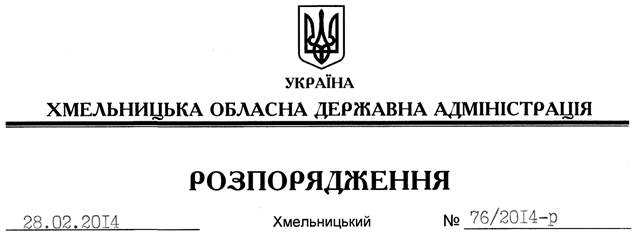 УКРАЇНА
ХМЕЛЬНИЦЬКА ОБЛАСНА ДЕРЖАВНА АДМІНІСТРАЦІЯ
РОЗПОРЯДЖЕННЯ
28.02.2014 Хмельницький № 76/2014-р